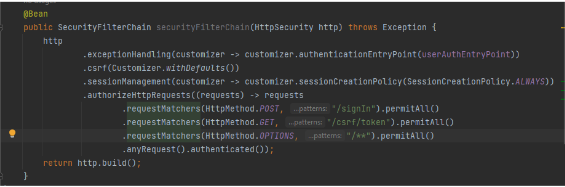 @Bean
public SecurityFilterChain securityFilterChain(HttpSecurity http) throws Exception {
http
.exceptionHandling(customizer -> customizer.authenticationEntryPoint(userAuthEntryPoint))
.csrf(Customizer.withDefaults())
.sessionManagement(customizer -> customizer.sessionCreationPolicy(SessionCreationPolicy.ALWAYS))
.authorizeHttpRequests((requests) -> requests
.requestMatchers(HttpMethod.POST, ...patterns: "/signIn").permitAll()
.requestMatchers(HttpMethod.GET, ...patterns: "/csrf/token").permitAll()
.requestMatchers(HttpMethod.OPTIONS, ...patterns: "/**").permitAll()
.anyRequest().authenticated());
return http.build();
}